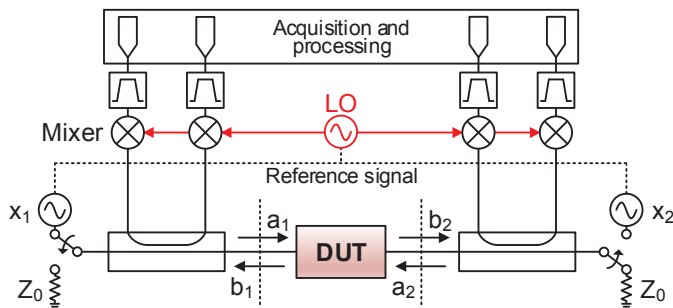 Acquisition and
processing
LO
Mixer
Reference signal
x1
a1
b2
x2
DUT
Z0
b1
a2
Z0